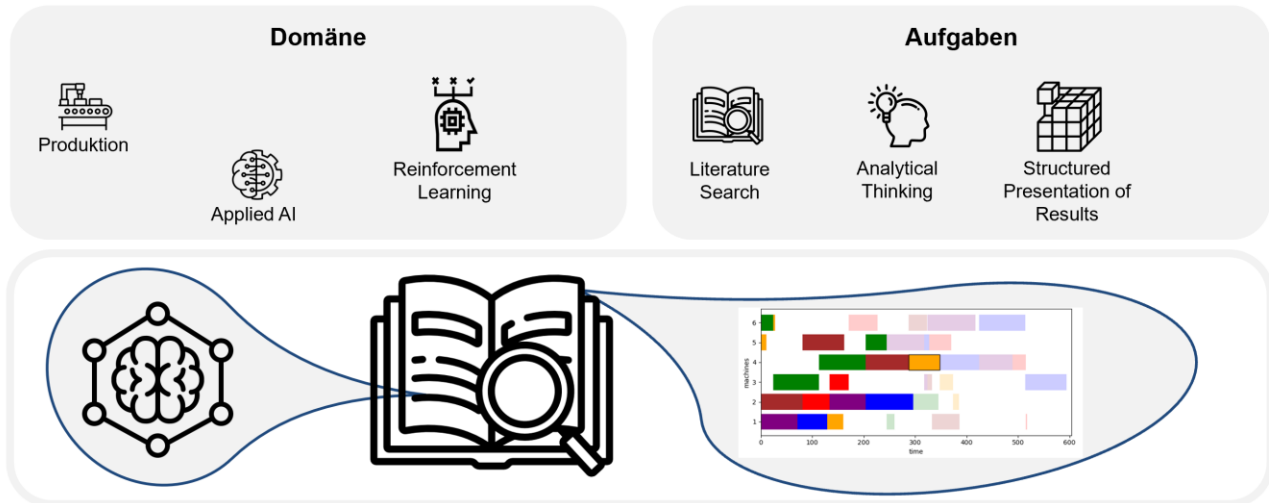 Domäne
Produktion
Applied AI
Reinforcement
Learning
Aufgaben
Literature
Search
Analytical
Thinking
Structured
Presentation of
Results
machines
6
5
4
3
2
1
0 100 200 300 400 500 600
time